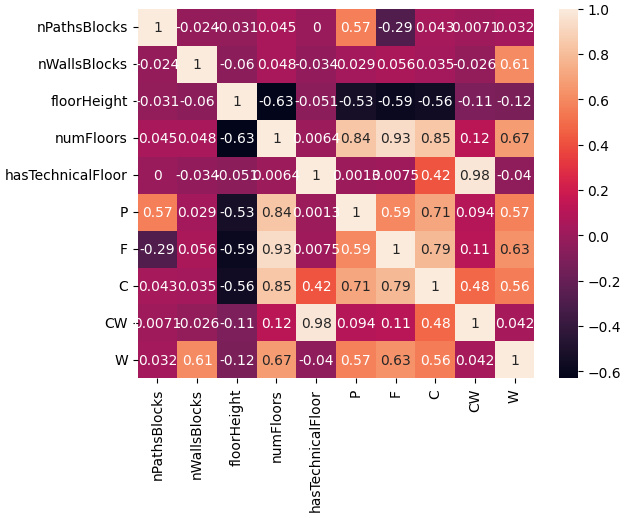 nPathsBlocks 1 -0.024 -0.031 0.045 0 0.57 -0.29 0.043 0.0071 0.032
nWallsBlocks -0.024 1 -0.06 0.048 -0.034 0.029 0.056 0.035 -0.026 0.61
floorHeight -0.031 -0.06 1 -0.63 -0.051 -0.53 -0.59 -0.56 -0.11 -0.12
numFloors 0.045 0.048 -0.63 1 0.0064 0.84 0.93 0.85 0.12 0.67
hasTechnicalFloor 0 -0.034 -0.051 0.0064 1 0.0013 0.0075 0.42 0.98 -0.04
P 0.57 0.029 -0.53 0.84 0.0013 1 0.59 0.71 0.094 0.57
F -0.29 0.056 -0.59 0.93 0.0075 0.59 1 0.79 0.11 0.63
C 0.043 0.035 -0.56 0.85 0.42 0.71 0.79 1 0.48 0.56
CW 0.0071 -0.026 -0.11 0.12 0.98 0.094 0.11 0.48 1 0.042
W 0.032 0.61 -0.12 0.67 -0.04 0.57 0.63 0.56 0.042 1
nPathsBlocks
nWallsBlocks
floorHeight
numFloors
hasTechnicalFloor
P
F
C
CW
W
1.0
0.8
0.6
0.4
0.2
0.0
−0.2
−0.4
−0.6